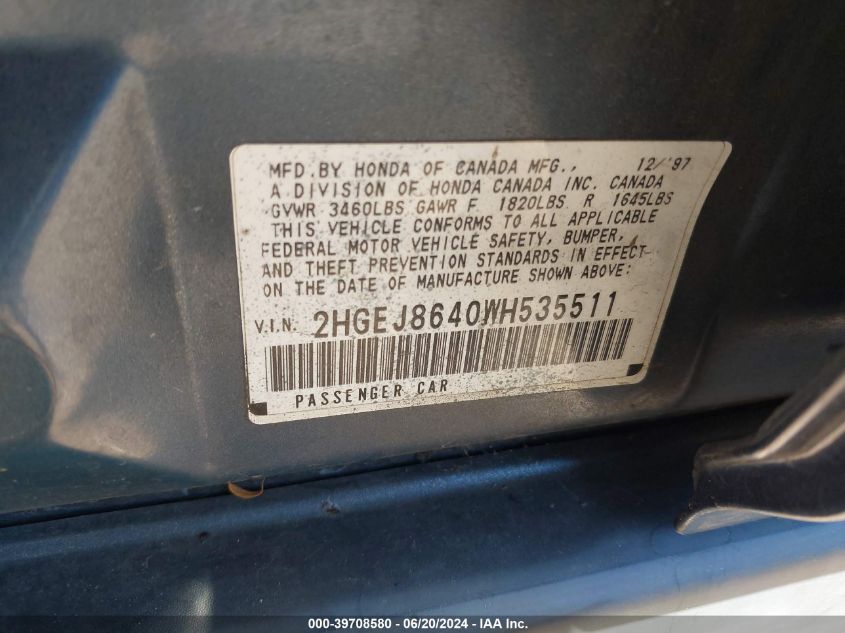 MFD.BY HONDA OF CANADA MFG., 12/'97
A DIVISION OF HONDA CANADA INC. CANADA
GVWR 3460LBS GAWR F 1820LBS R 1645LBS
THIS VEHICLE CONFORMS TO ALL APPLICABLE
FEDERAL MOTOR VEHICLE SAFETY, BUMPER,
AND THEFT PREVENTION STANDARDS IN EFFECT
ON THE DATE OF MANUFACTURE SHOWN ABOVE:
V.I.N. 2HGEJ8640WH535511
PASSENGER CAR
000-39708580 - 06/20/2024 - IAA Inc.